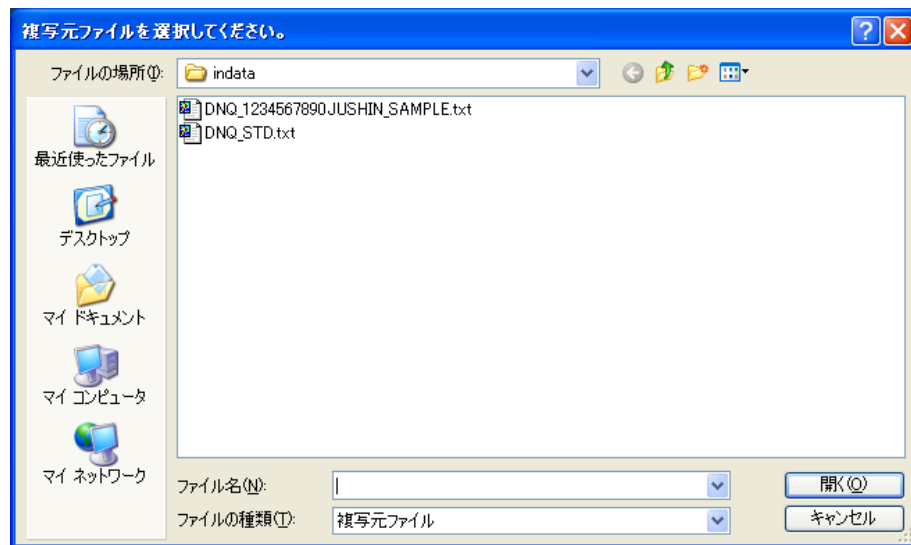 複写元ファイルを選択してください。
ファイルの場所(I):
indata
DNQ_1234567890JUSHIN_SAMPLE.txt
DNQ_STD.txt
最近使ったファイル
デスクトップ
マイ ドキュメント
マイ コンピュータ
マイ ネットワーク
ファイル名(N):
開く(O)
ファイルの種類(T):
複写元ファイル
キャンセル